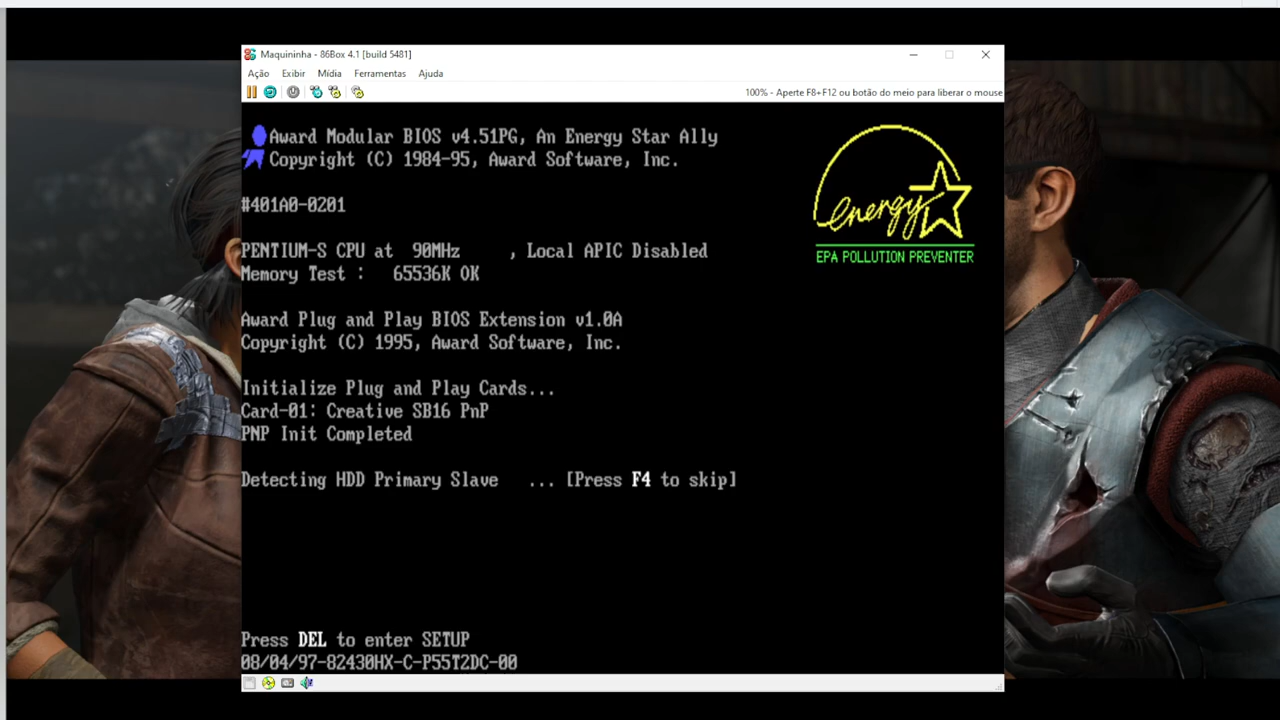 Maquininha - 86Box 4.1 [build 5481]
Ação Exibir Mídia Ferramentas Ajuda
100% - Aperte F8+F12 ou botão do meio para liberar o mouse
Award Modular BIOS v4.51PG, An Energy Star Ally
Copyright (C) 1984-95, Award Software, Inc.
energy
EPA POLLUTION PREVENTER
#401A0-0201
PENTIUM-S CPU at 90MHz , Local APIC Disabled
Memory Test : 65536K OK
Award Plug and Play BIOS Extension v1.0A
Copyright (C) 1995, Award Software, Inc.
Initialize Plug and Play Cards...
Card-01: Creative SB16 PnP
PNP Init Completed
Detecting HDD Primary Slave ... [Press F4 to skip]
Press DEL to enter SETUP
08/04/97-82430HX-C-P55T2DC-00